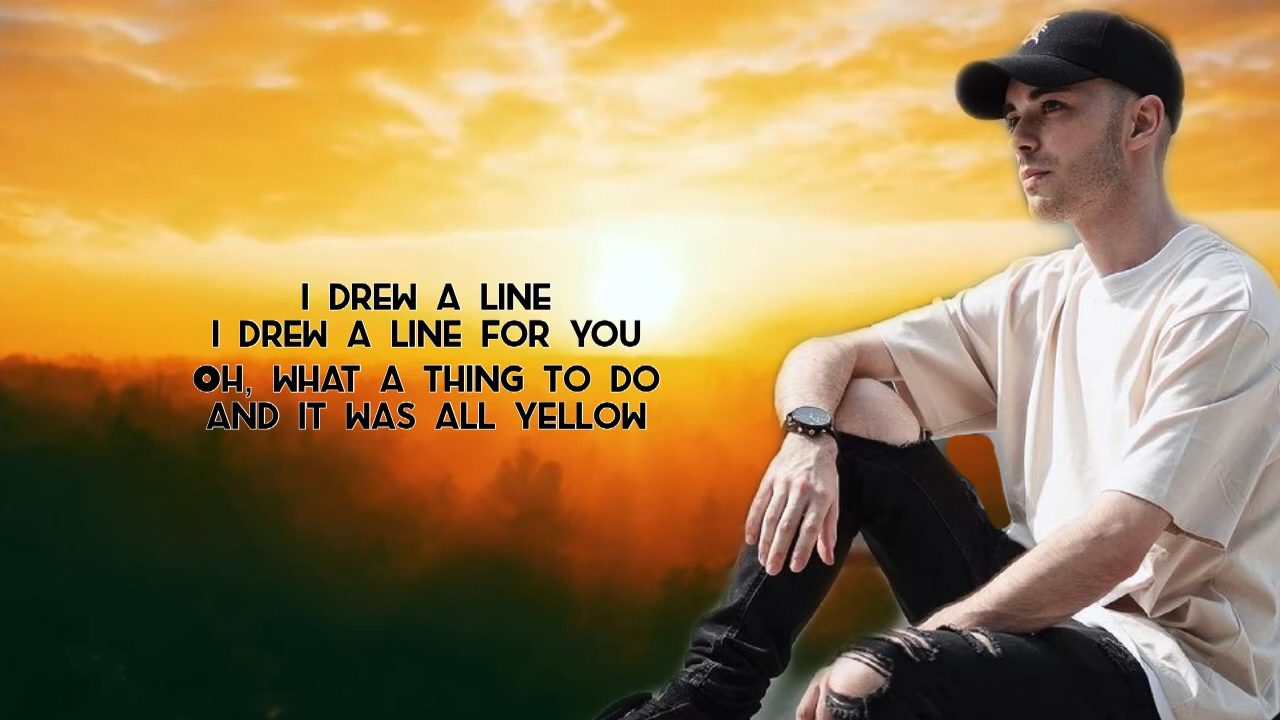 I DREW A LINE
I DREW A LINE FOR YOU
OH, WHAT A THING TO DO
AND IT WAS ALL YELLOW